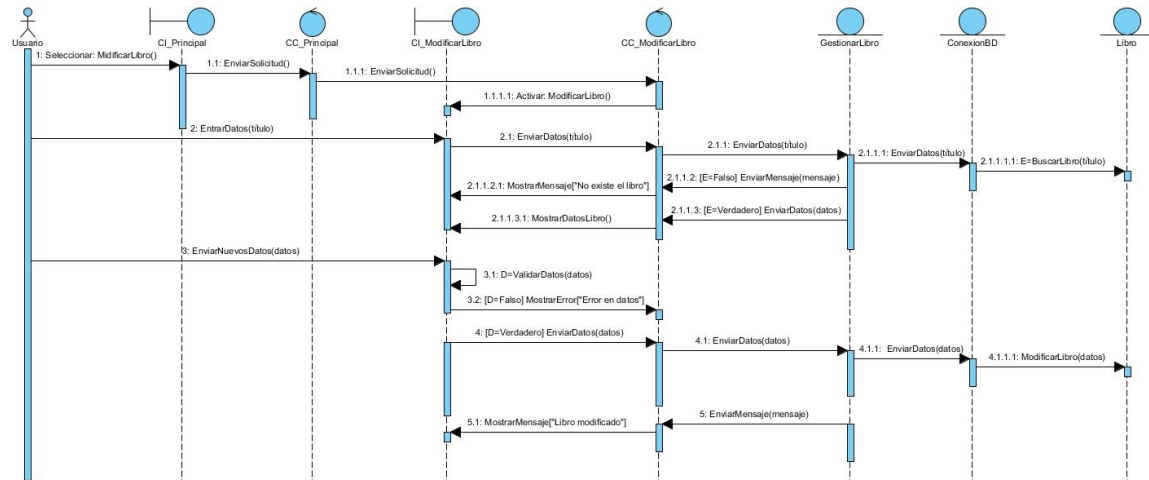 Usuario
CI_Principal
CC_Principal
CI_ModificarLibro
CC_ModificarLibro
GestionarLibro
ConexionBD
Libro
1: Seleccionar: MidificarLibro()
1.1: EnviarSolicitud()
1.1.1: EnviarSolicitud()
1.1.1.1: Activar: ModificarLibro()
2: EntrarDatos(título)
2.1: EnviarDatos(título)
2.1.1: EnviarDatos(título)
2.1.1.1: EnviarDatos(título)
2.1.1.1.1: E=BuscarLibro(título)
2.1.1.2: [E=Falso] EnviarMensaje(mensaje)
2.1.1.2.1: MostrarMensaje["No existe el libro"]
2.1.1.3: [E=Verdadero] EnviarDatos(datos)
2.1.1.3.1: MostrarDatosLibro()
3: EnviarNuevosDatos(datos)
3.1: D=ValidarDatos(datos)
3.2: [D=Falso] MostrarError["Error en datos"]
4: [D=Verdadero] EnviarDatos(datos)
4.1: EnviarDatos(datos)
4.1.1: EnviarDatos(datos)
4.1.1.1: ModificarLibro(datos)
5: EnviarMensaje(mensaje)
5.1: MostrarMensaje["Libro modificado"]